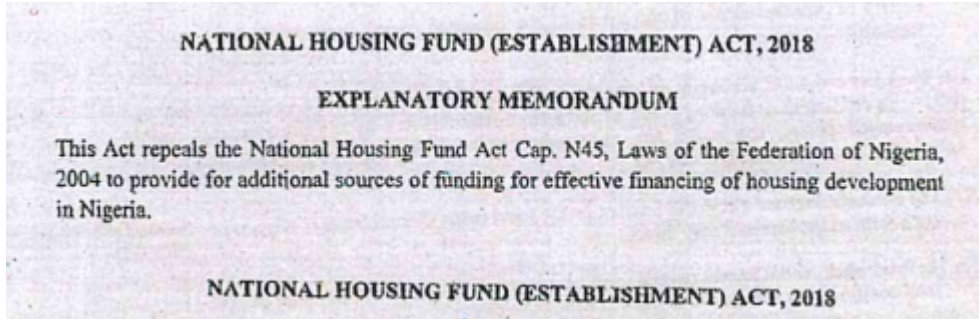 NATIONAL HOUSING FUND (ESTABLISHMENT) ACT, 2018
EXPLANATORY MEMORANDUM
This Act repeals the National Housing Fund Act Cap. N45, Laws of the Federation of Nigeria,
2004 to provide for additional sources of funding for effective financing of housing development
in Nigeria.
NATIONAL HOUSING FUND (ESTABLISHMENT) ACT, 2018